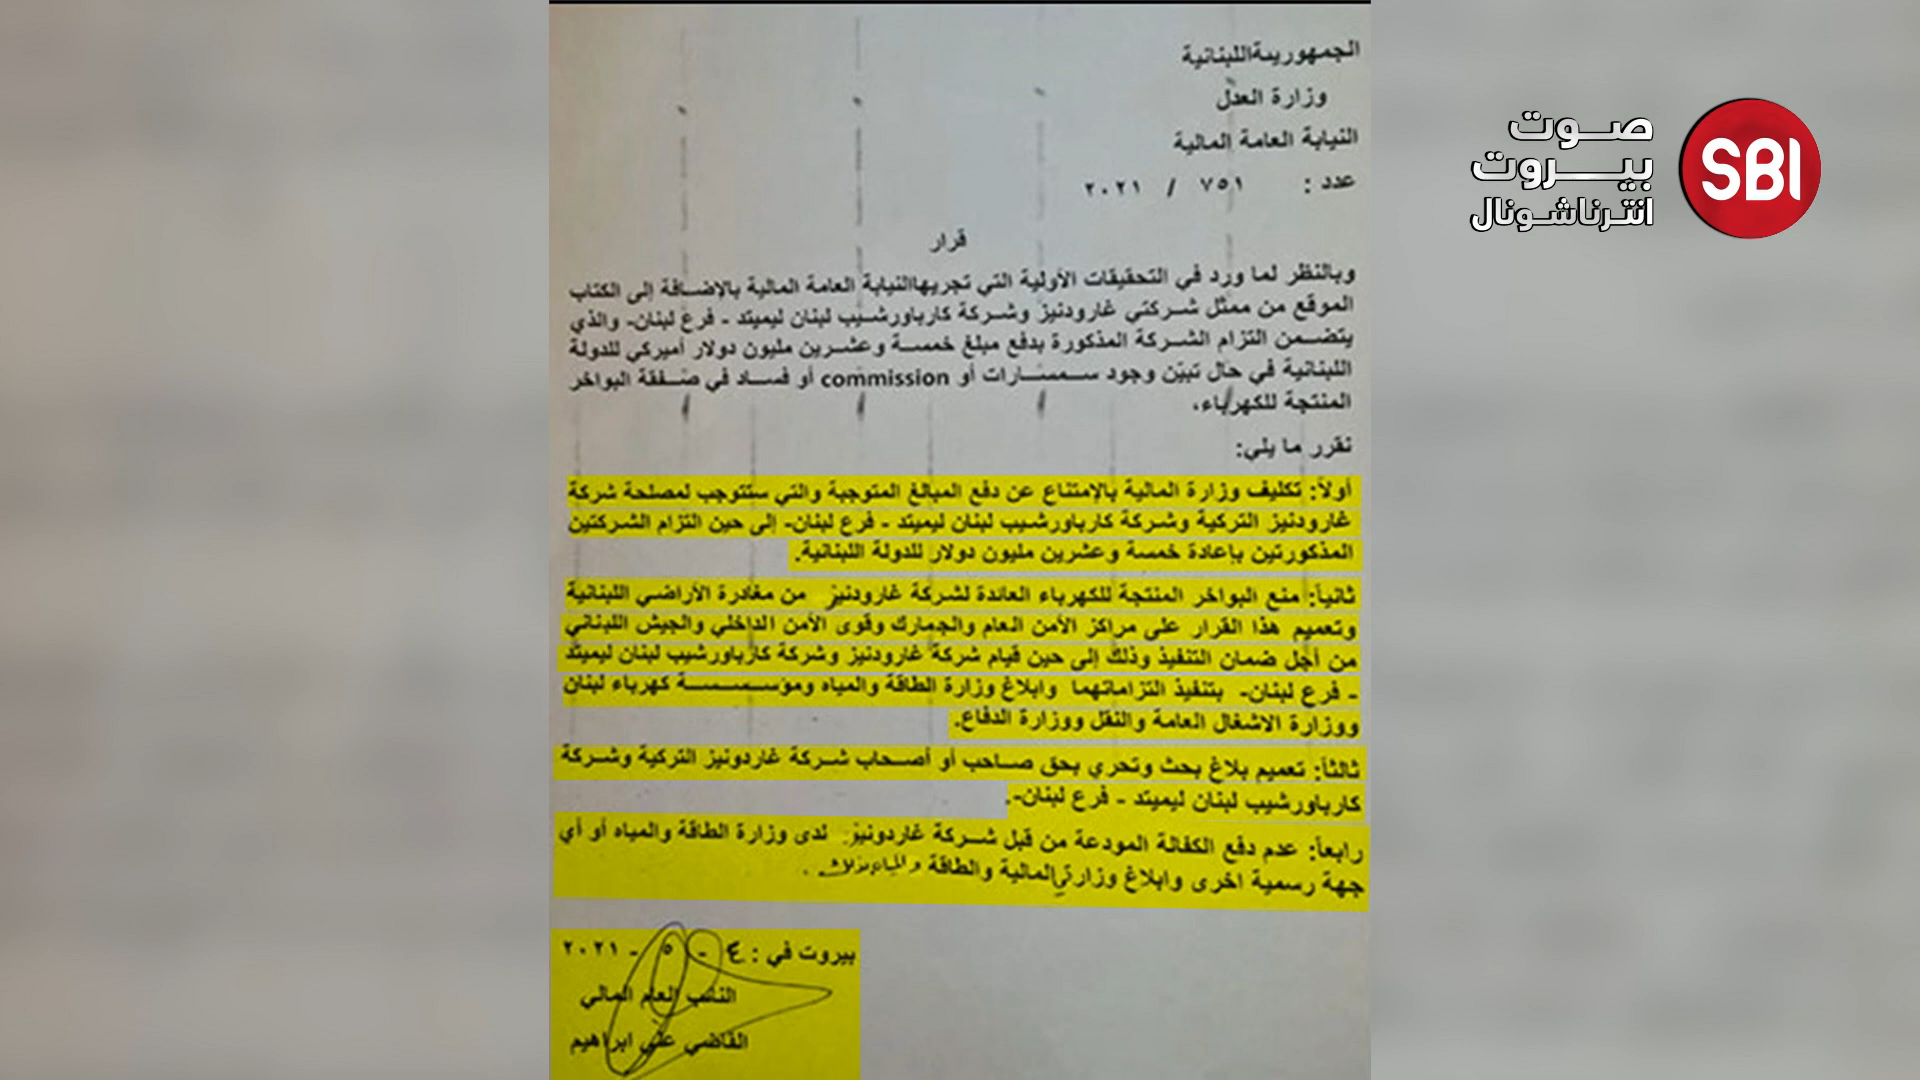 الجمهوريةاللبنانية
وزارة العدل
النيابة العامة المالية
عدد : ٧٥١ / ٢٠٢١
صوت
بيروت
انترناشونال
SBI
قرار
وبالنظر لما ورد في التحقيقات الأولية التي تجريهاالنيابة العامة المالية بالإضافة إلى الكتاب
الموقع من ممثل شركتي غارودنيز وشركة كارباورشيب لبنان ليميتد - فرع لبنان- والذي
يتضمن التزام الشركة المذكورة بدفع مبلغ خمسة وعشرين مليون دولار أميركي للدولة
اللبنانية في حال تبيّن وجود سمسارات أو commission أو فساد في صفقة البواخر
المنتجة للكهرباء.
نقرر ما يلي:
أولاً: تكليف وزارة المالية بالإمتناع عن دفع المبالغ المتوجبة والتي ستتوجب لمصلحة شركة
غارودنيز التركية وشركة كارباورشيب لبنان ليميتد - فرع لبنان- إلى حين التزام الشركتين
المذكورتين بإعادة خمسة وعشرين مليون دولار للدولة اللبنانية.
ثانياً: منع البواخر المنتجة للكهرباء العائدة لشركة غارودنيز من مغادرة الأراضي اللبنانية
وتعميم هذا القرار على مراكز الأمن العام والجمارك وقوى الأمن الداخلي والجيش اللبناني
من أجل ضمان التنفيذ وذلك إلى حين قيام شركة غارودنيز وشركة كارباورشيب لبنان ليميتد
- فرع لبنان- بتنفيذ التزاماتهما وابلاغ وزارة الطاقة والمياه ومؤسسة كهرباء لبنان
ووزارة الاشغال العامة والنقل ووزارة الدفاع.
ثالثاً: تعميم بلاغ بحث وتحري بحق صاحب أو أصحاب شركة غاردونيز التركية وشركة
كارباورشيب لبنان ليميتد - فرع لبنان-.
رابعاً: عدم دفع الكفالة المودعة من قبل شركة غاردونيز لدى وزارة الطاقة والمياه أو أي
جهة رسمية اخرى وابلاغ وزارتي المالية والطاقة
بيروت في : ٤ - ٥ - ٢٠٢١
النائب العام المالي
القاضي علي ابراهيم